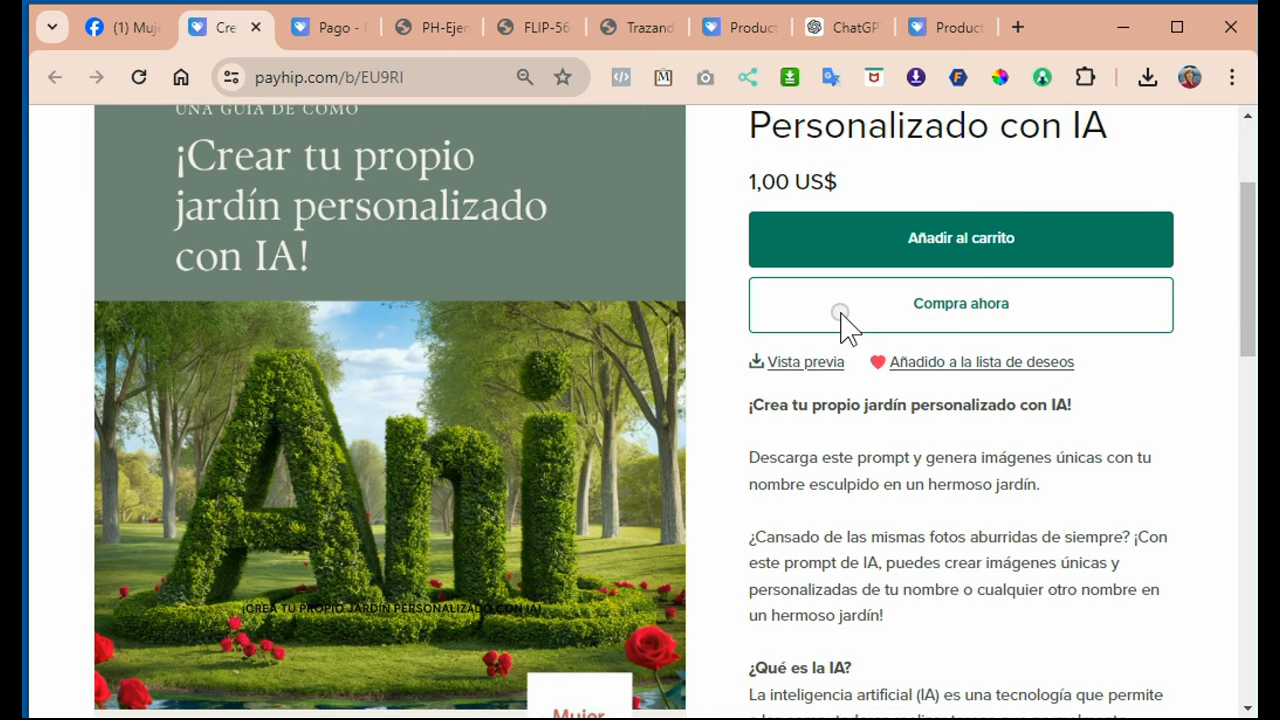 (1) Muj
Cre
Pago -
PH-Ejer
FLIP-56
Trazand
Product
ChatGP
Product
payhip.com/b/EU9RI
UNA GUÍA DE CÓMO
¡Crear tu propio
jardín personalizado
con IA!
Ani
¡CREA TU PROPIO JARDÍN PERSONALIZADO CON IA!
Mujer
Personalizado con IA
1,00 US$
Añadir al carrito
Compra ahora
Vista previa
Añadido a la lista de deseos
¡Crea tu propio jardín personalizado con IA!
Descarga este prompt y genera imágenes únicas con tu
nombre esculpido en un hermoso jardín.
¿Cansado de las mismas fotos aburridas de siempre? ¡Con
este prompt de IA, puedes crear imágenes únicas y
personalizadas de tu nombre o cualquier otro nombre en
un hermoso jardín!
¿Qué es la IA?
La inteligencia artificial (IA) es una tecnología que permite